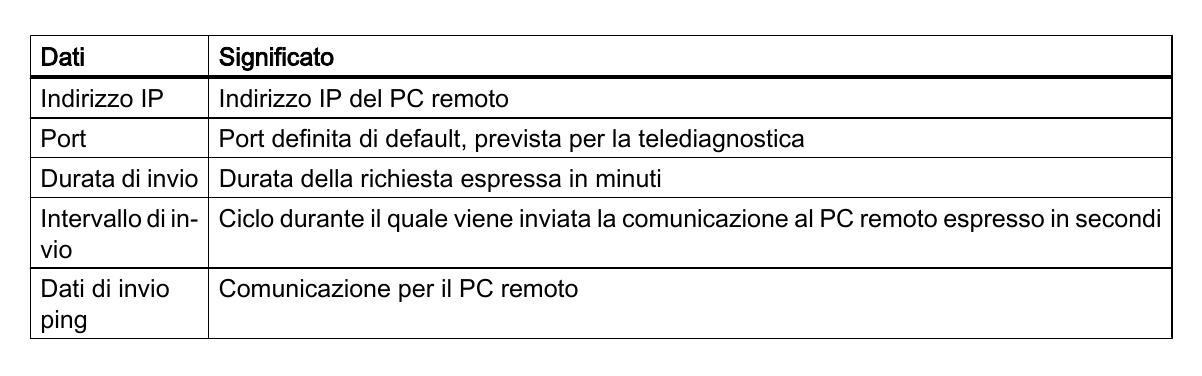 Dati Significato
Indirizzo IP Indirizzo IP del PC remoto
Port Port definita di default, prevista per la telediagnostica
Durata di invio Durata della richiesta espressa in minuti
Intervallo di in- Ciclo durante il quale viene inviata la comunicazione al PC remoto espresso in secondi
vio
Dati di invio Comunicazione per il PC remoto
ping